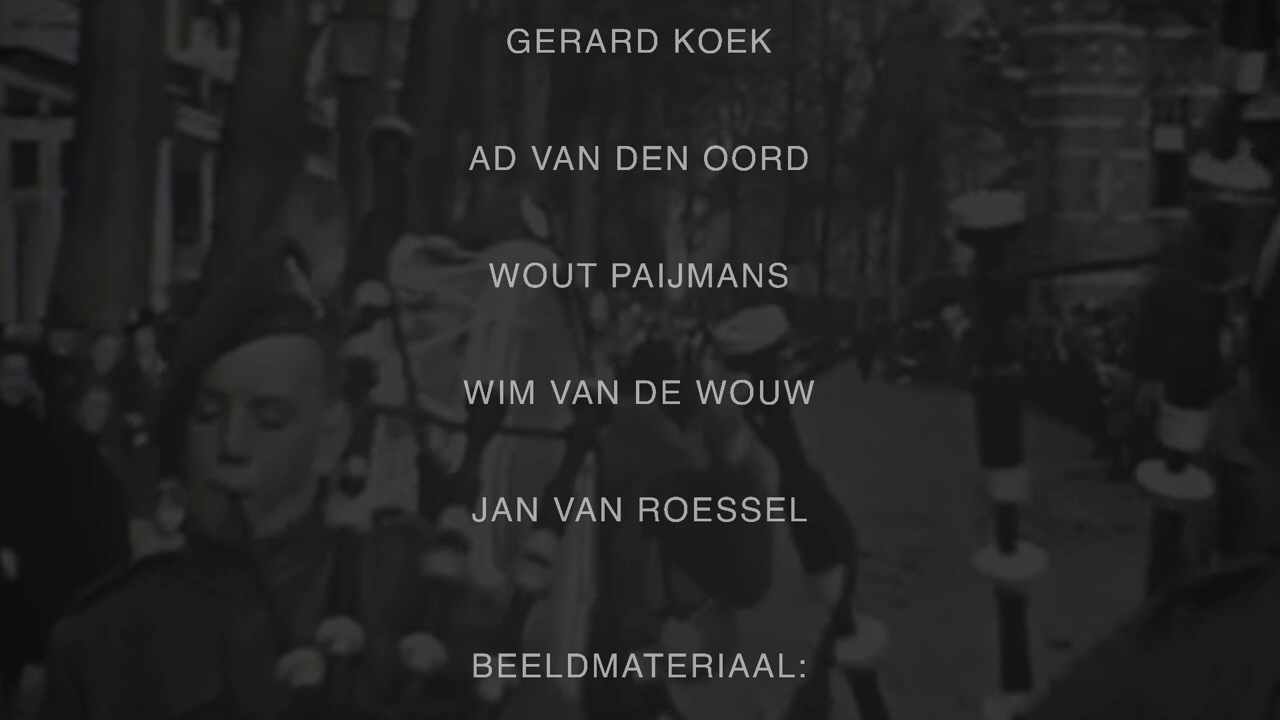 GERARD KOEK
AD VAN DEN OORD
WOUT PAIJMANS
WIM VAN DE WOUW
JAN VAN ROESSEL
BEELDMATERIAAL: